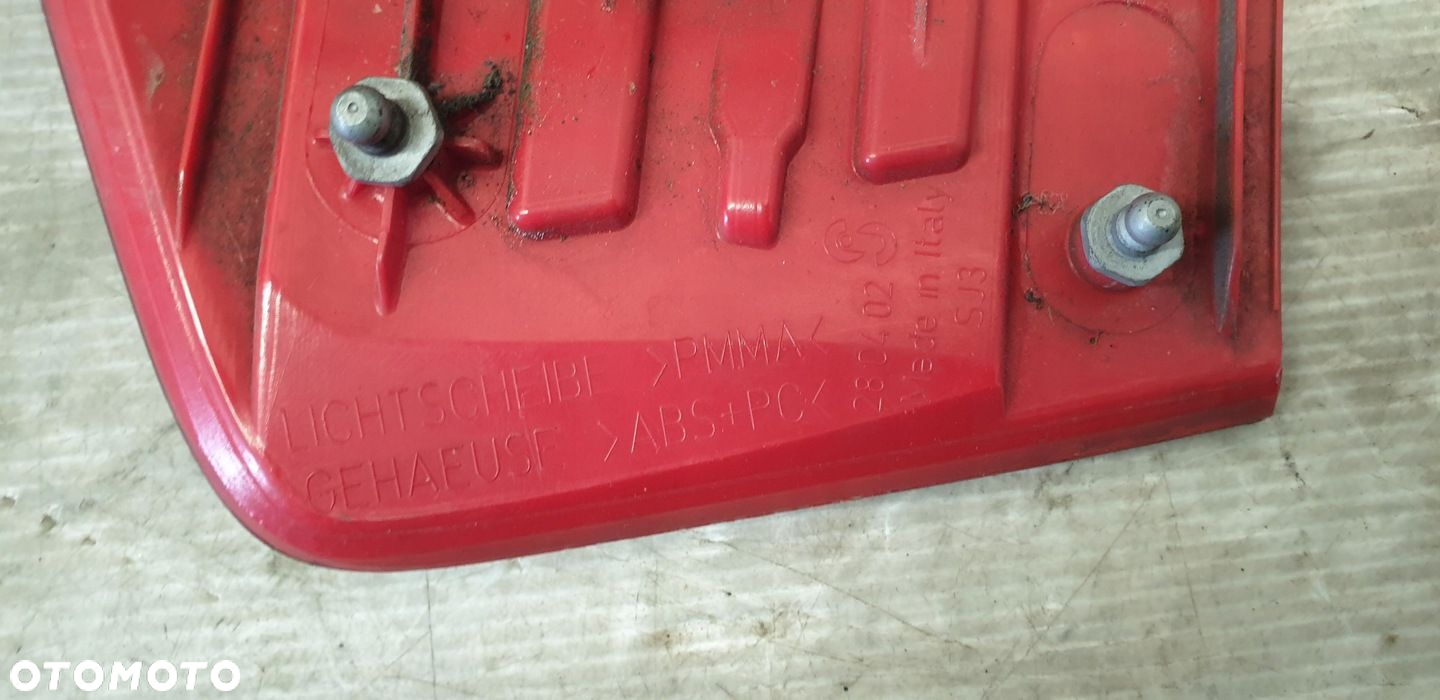 LICHTSCHEIBE >PMMA<
GEHAEUSE >ABS+PC<
28 04 02
Made in Italy
SJ3
OTOMOTO